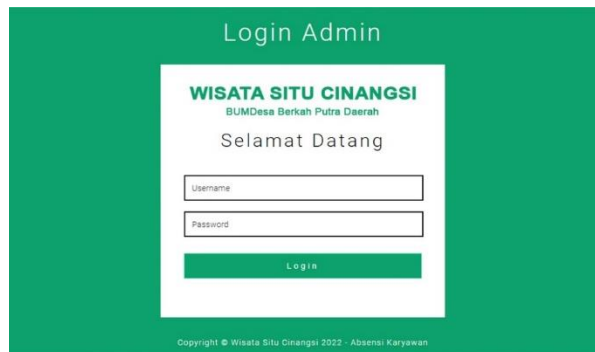 Login Admin
WISATA SITU CINANGSI
BUMDesa Berkah Putra Daerah
Selamat Datang
Username
Password
Login
Copyright © Wisata Situ Cinangsi 2022 - Absensi Karyawan